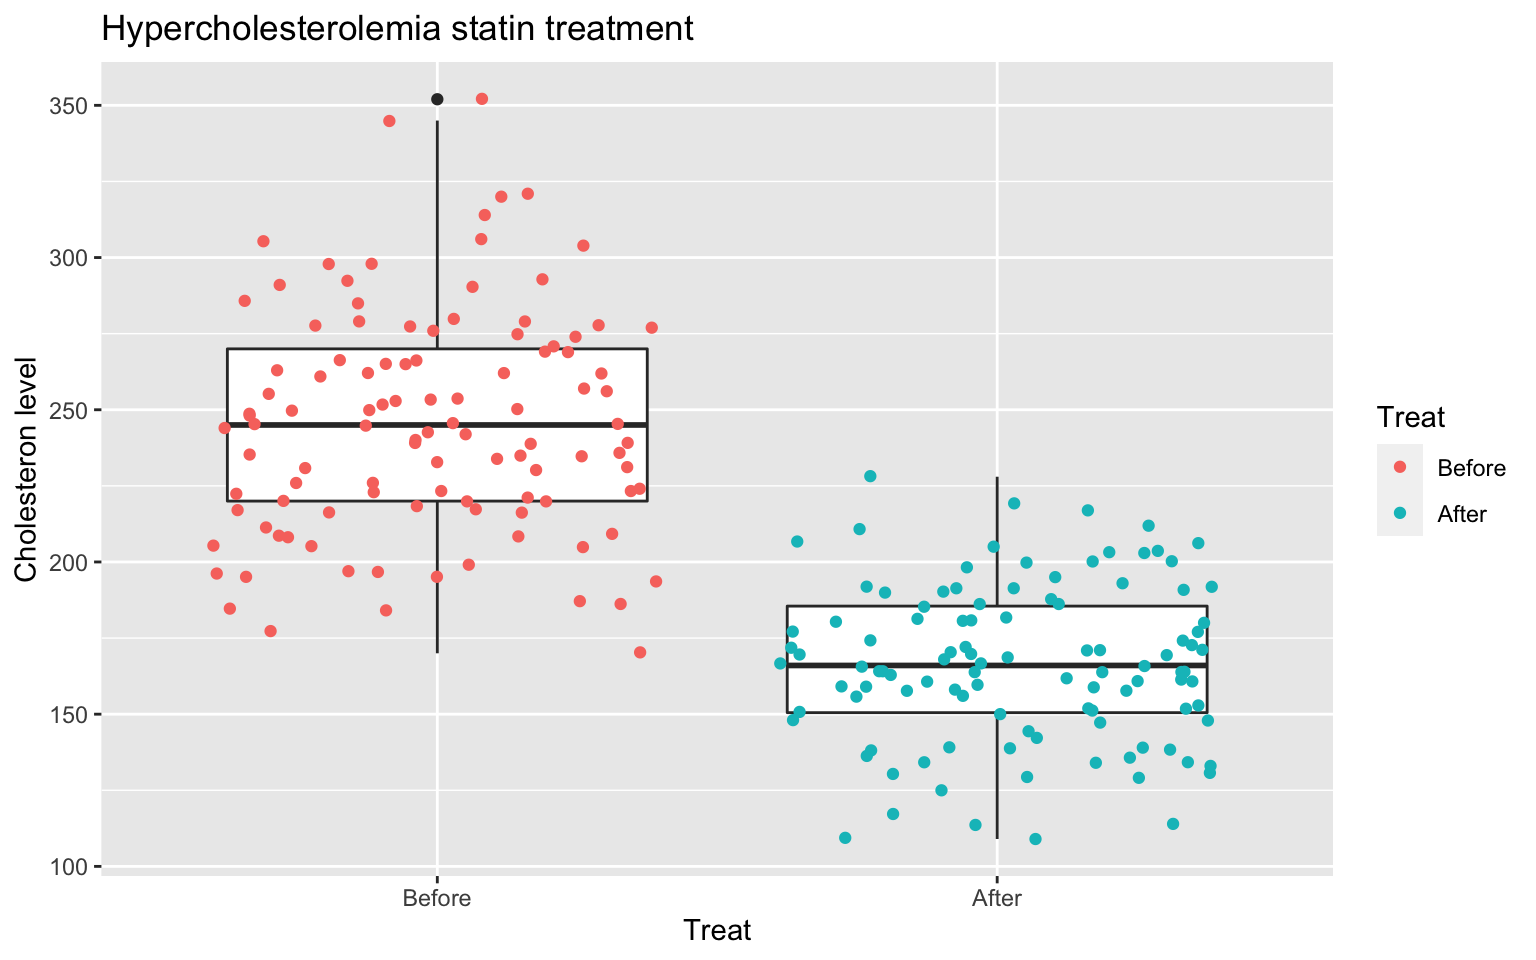 Hypercholesterolemia statin treatment
Cholesteron level
350
300
250
200
150
100
Before
After
Treat
Treat
Before
After